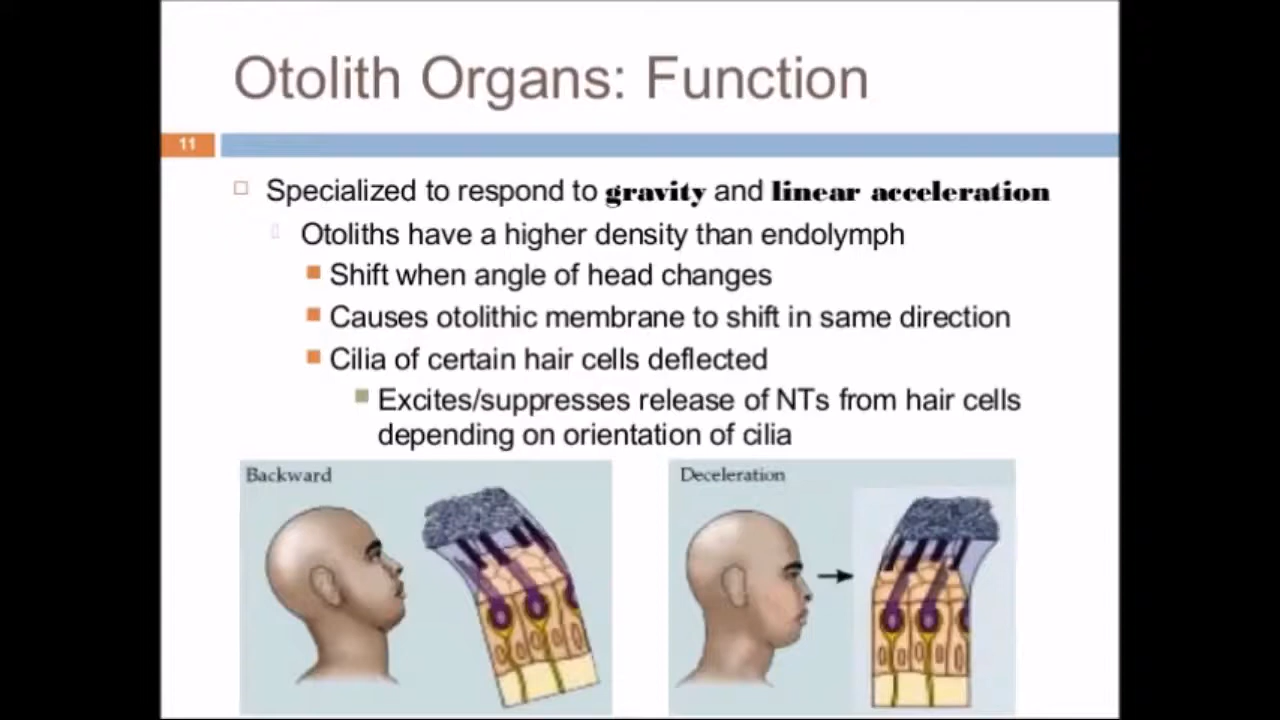 Otolith Organs: Function
11
Specialized to respond to gravity and linear acceleration
Otoliths have a higher density than endolymph
Shift when angle of head changes
Causes otolithic membrane to shift in same direction
Cilia of certain hair cells deflected
Excites/suppresses release of NTs from hair cells
depending on orientation of cilia
Backward
Deceleration